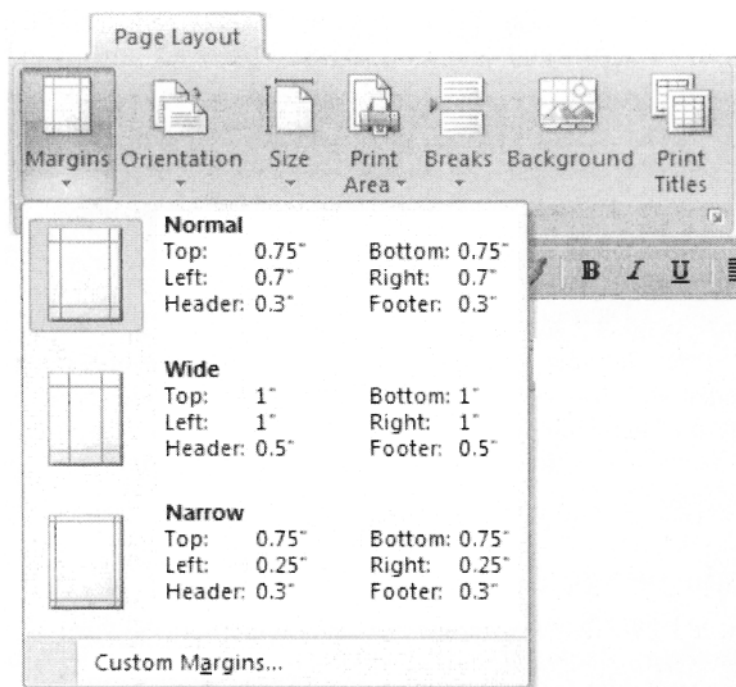 Page Layout
Margins Orientation Size Print Area Breaks Background Print Titles
Normal
Top: 0.75" Bottom: 0.75"
Left: 0.7" Right: 0.7"
Header: 0.3" Footer: 0.3"
B I U
Wide
Top: 1" Bottom: 1"
Left: 1" Right: 1"
Header: 0.5" Footer: 0.5"
Narrow
Top: 0.75" Bottom: 0.75"
Left: 0.25" Right: 0.25"
Header: 0.3" Footer: 0.3"
Custom Margins...